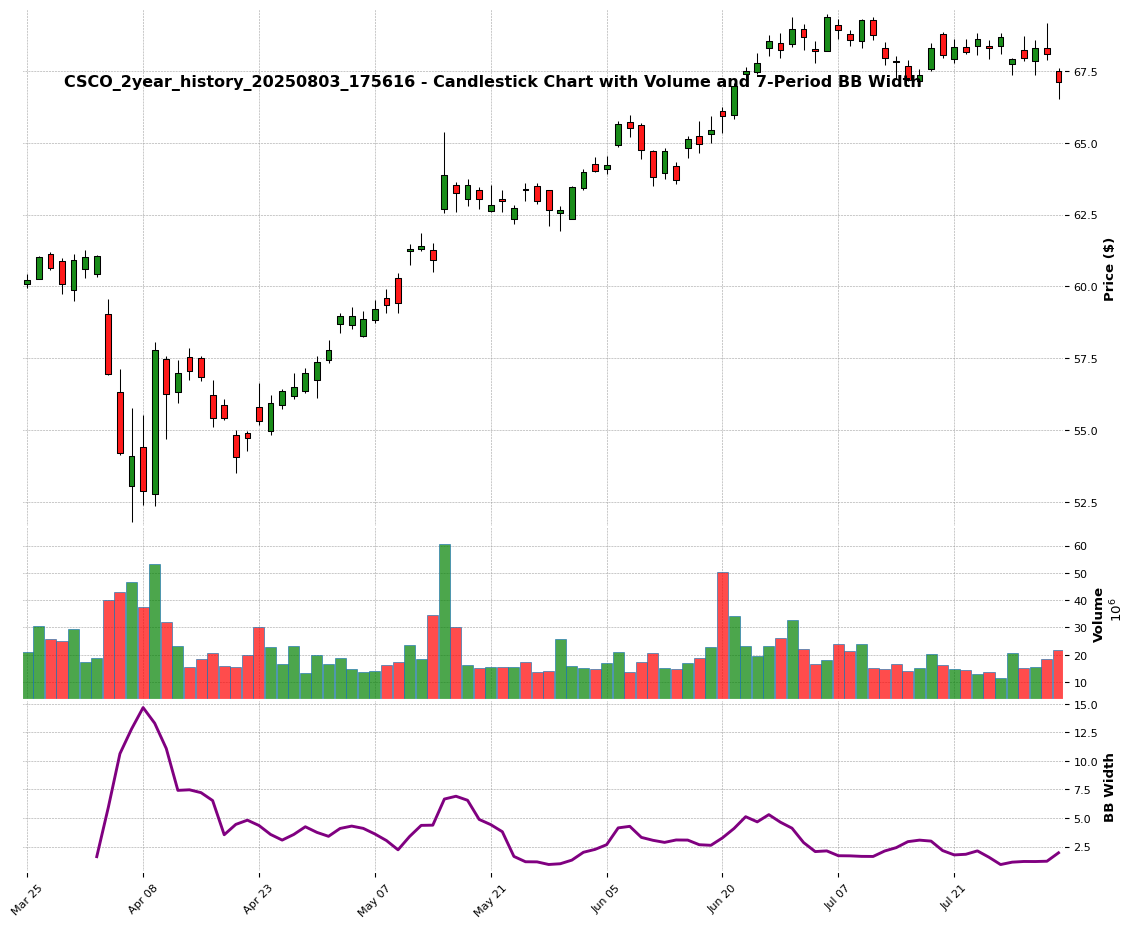 CSCO_2year_history_20250803_175616 - Candlestick Chart with Volume and 7-Period BB Width
67.5
65.0
62.5
60.0
57.5
55.0
52.5
Price ($)
60
50
40
30
20
10
Volume
10^6
15.0
12.5
10.0
7.5
5.0
2.5
BB Width
Mar 25
Apr 08
Apr 23
May 07
May 21
Jun 05
Jun 20
Jul 07
Jul 21